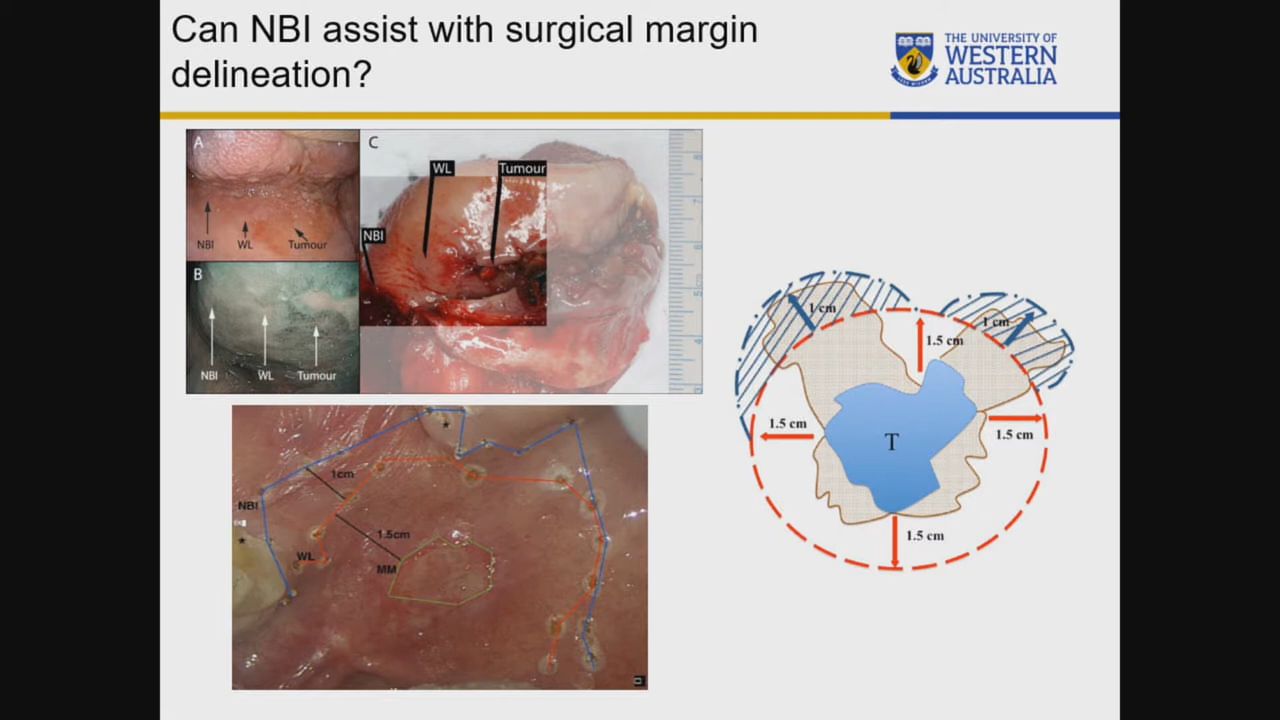 Can NBI assist with surgical margin
delineation?
THE UNIVERSITY OF
WESTERN
AUSTRALIA
A
NBI
WL
Tumour
B
NBI
WL
Tumour
C
WL
Tumour
NBI
1cm
NBI
1.5cm
WL
MM
*
*
1 cm
1 cm
1.5 cm
1.5 cm
1.5 cm
T
1.5 cm